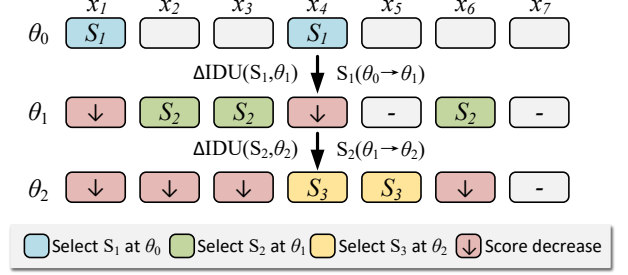 x₁ x₂ x₃ x₄ x₅ x₆ x₇
θ₀ S₁ S₁
ΔIDU(S₁,θ₁) S₁(θ₀→θ₁)
θ₁ ↓ S₂ S₂ ↓ - S₂ -
ΔIDU(S₂,θ₂) S₂(θ₁→θ₂)
θ₂ ↓ ↓ ↓ S₃ S₃ ↓ -
Select S₁ at θ₀ Select S₂ at θ₁ Select S₃ at θ₂ ↓ Score decrease